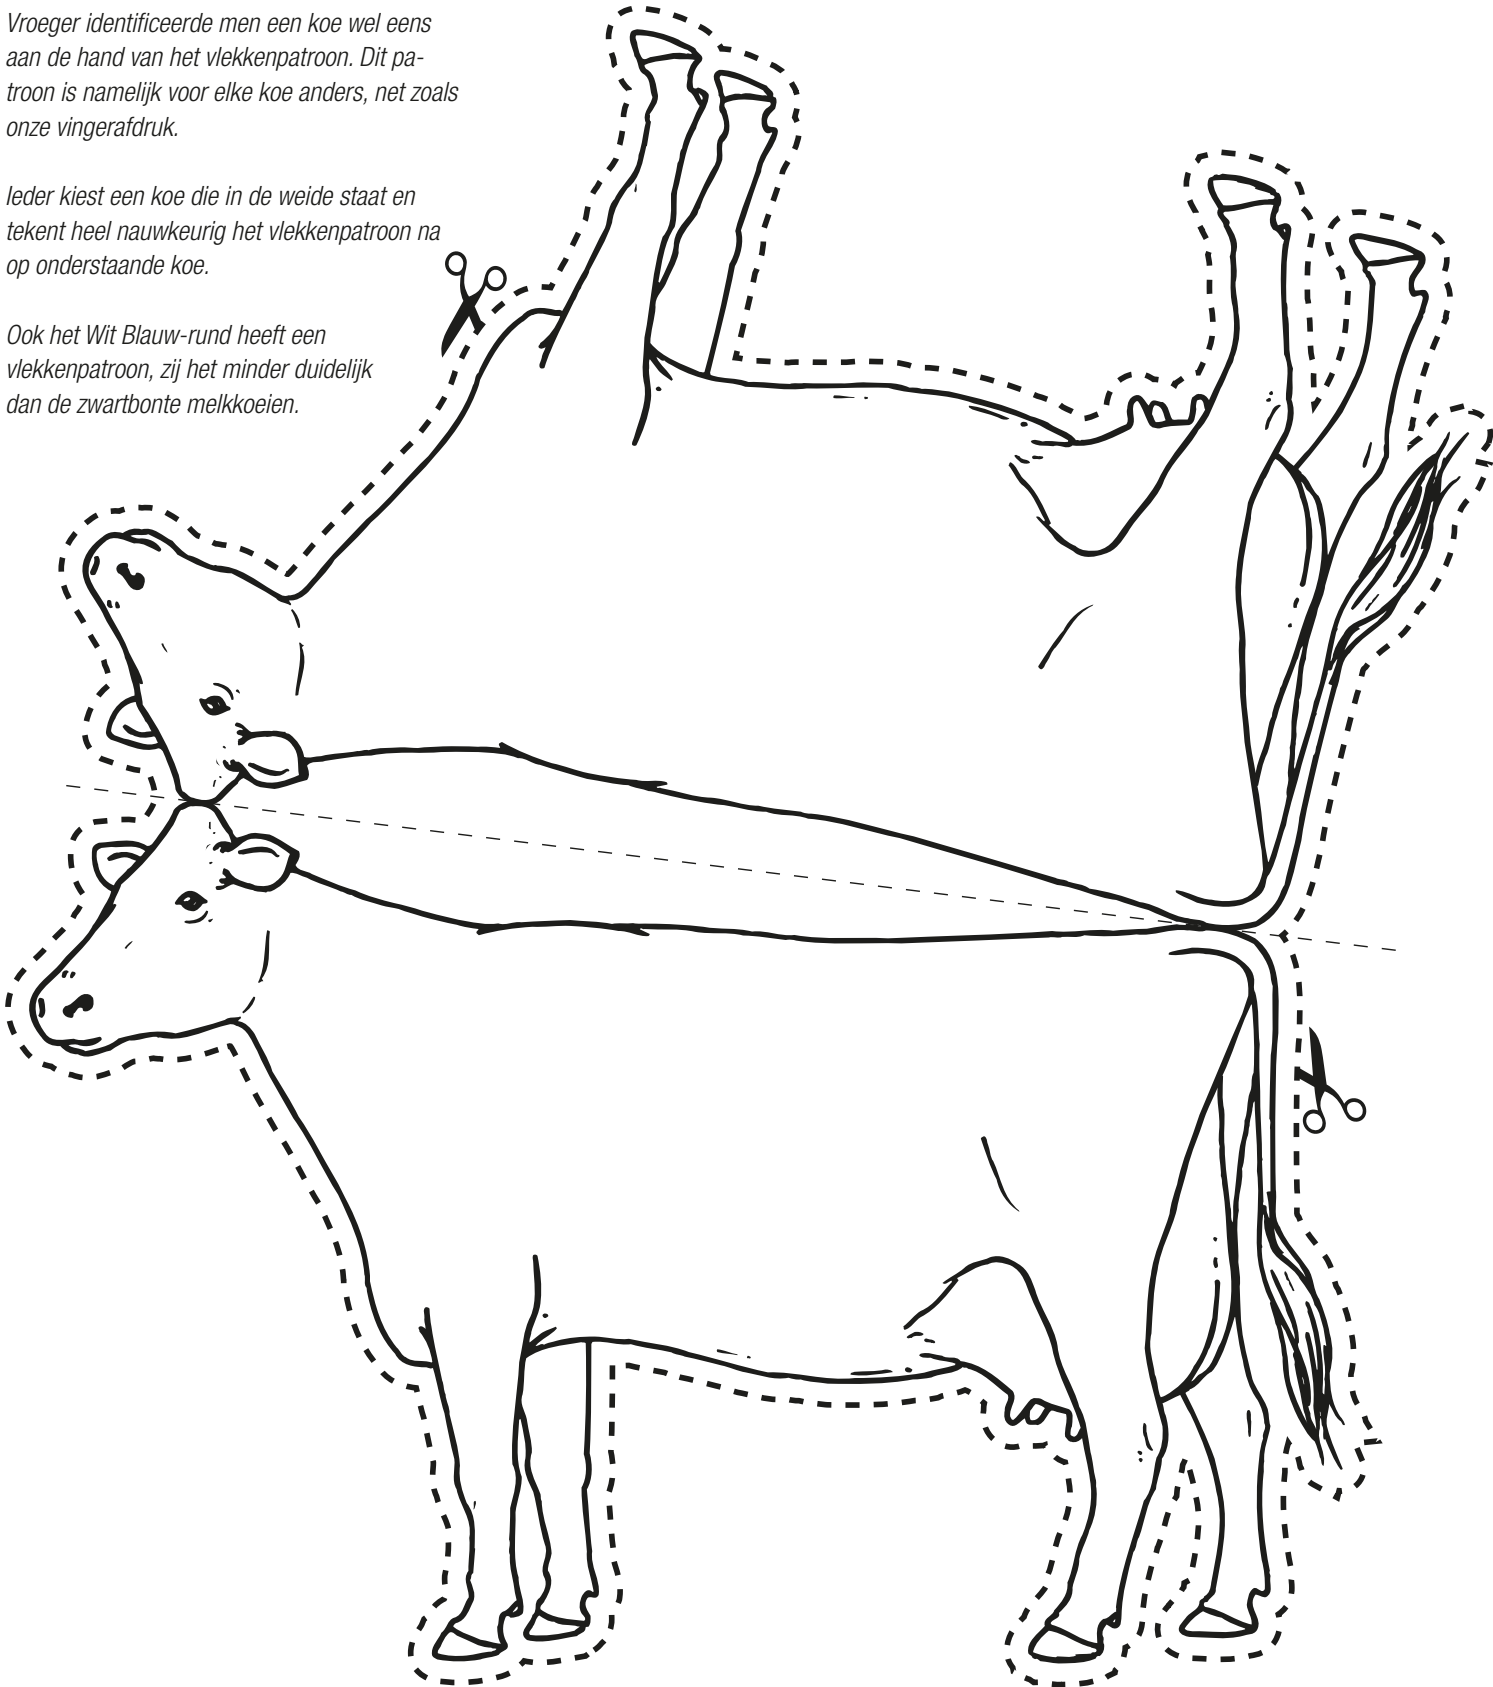 Vroeger identificeerde men een koe wel eens
aan de hand van het vlekkenpatroon. Dit pa-
troon is namelijk voor elke koe anders, net zoals
onze vingerafdruk.

Ieder kiest een koe die in de weide staat en
tekent heel nauwkeurig het vlekkenpatroon na
op onderstaande koe.

Ook het Wit Blauw-rund heeft een
vlekkenpatroon, zij het minder duidelijk
dan de zwartbonte melkkoeien.